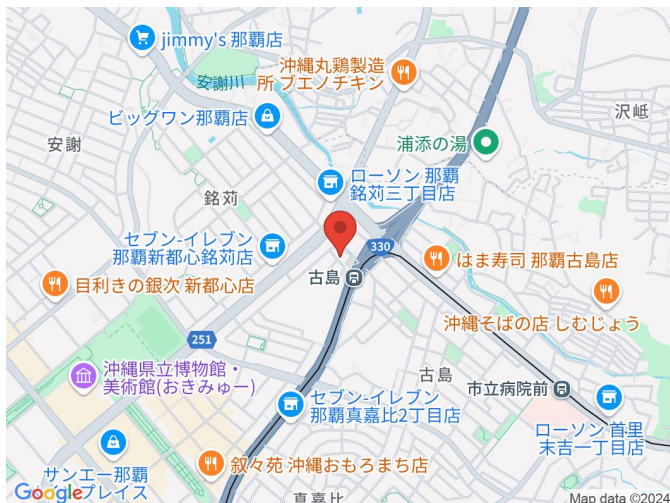 jimmy's 那覇店
安謝川
沖縄丸鶏製造
所 ブエノチキン
沢岻
ビッグワン那覇店
安謝
浦添の湯
銘苅
ローソン 那覇
銘苅三丁目店
セブン-イレブン
那覇新都心銘苅店
330
はま寿司 那覇古島店
目利きの銀次 新都心店
古島
沖縄そばの店 しむじょう
251
沖縄県立博物館・
美術館(おきみゅー)
古島
市立病院前
セブン-イレブン
那覇真嘉比2丁目店
ローソン 首里
末吉一丁目店
サンエー那覇
プレイス
叙々苑 沖縄おもろまち店
Google
真嘉比
Map data ©2024